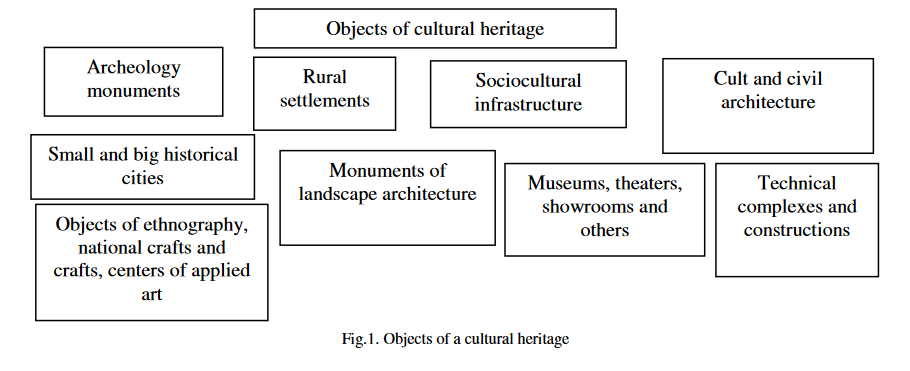 Objects of cultural heritage
Archeology
monuments
Rural
settlements
Sociocultural
infrastructure
Cult and civil
architecture
Small and big historical
cities
Monuments of
landscape architecture
Museums, theaters,
showrooms and
others
Technical
complexes and
constructions
Objects of ethnography,
national crafts and
crafts, centers of applied
art
Fig.1. Objects of a cultural heritage